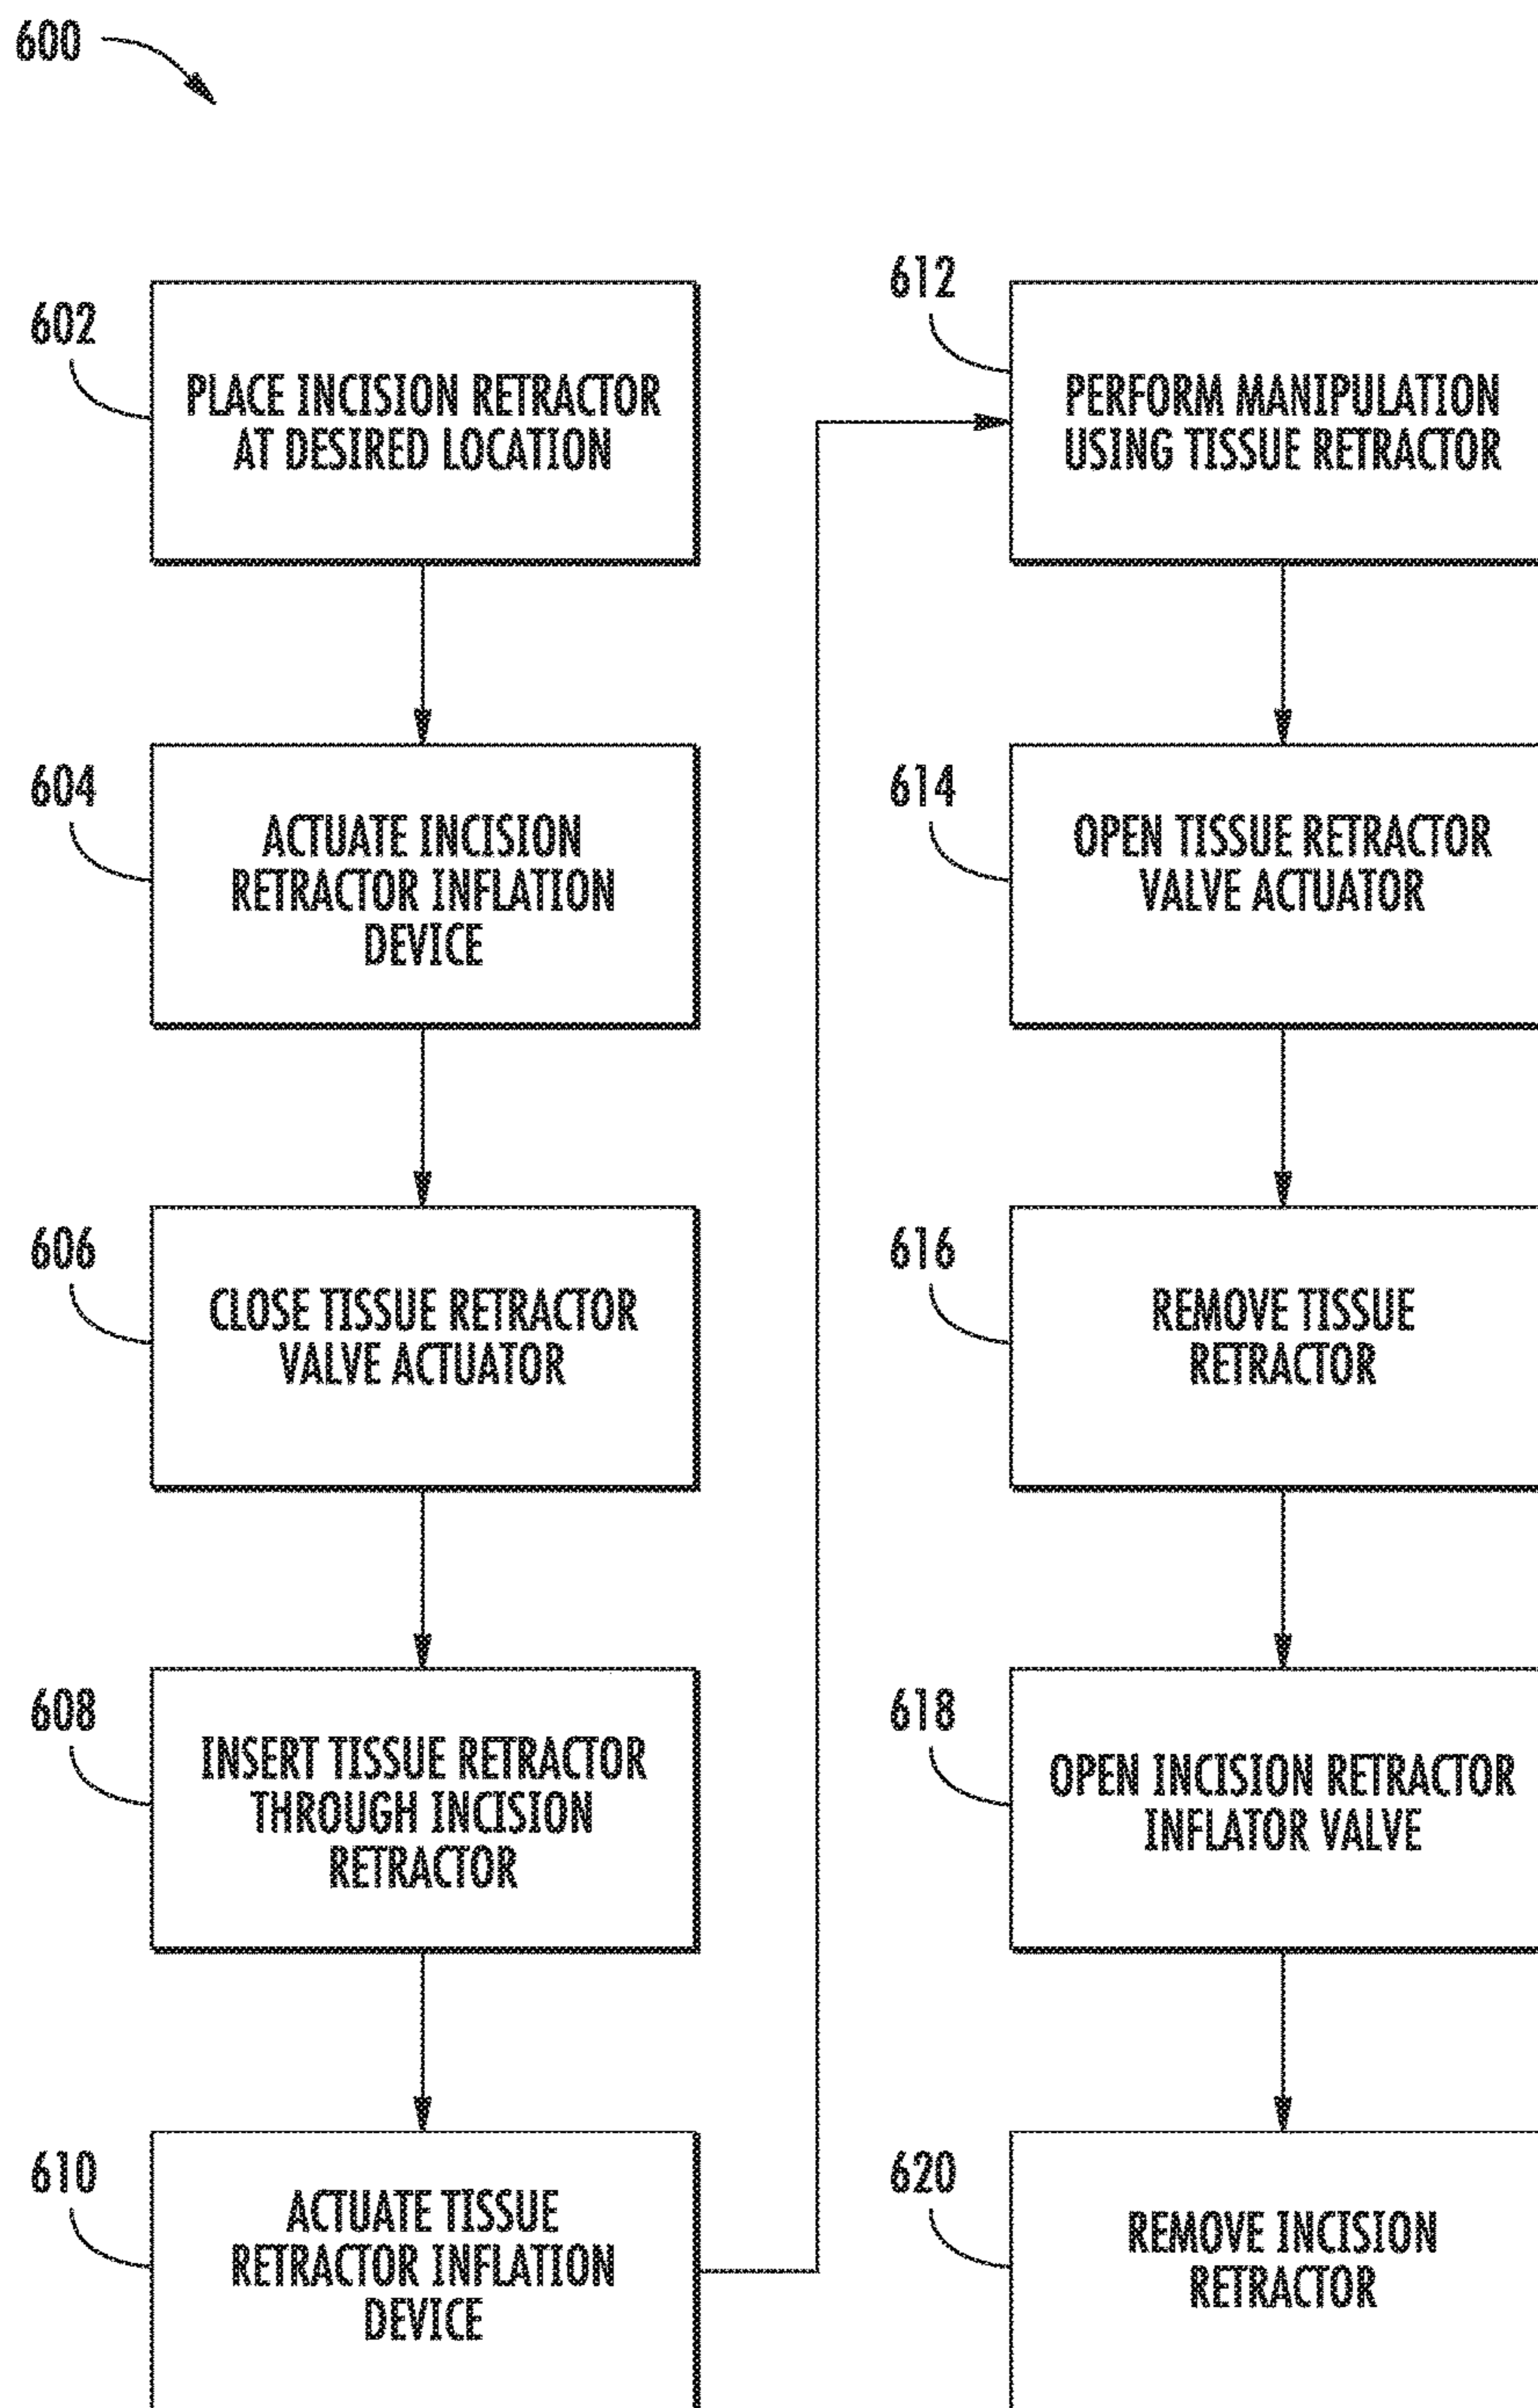 600
602
PLACE INCISION RETRACTOR
AT DESIRED LOCATION
604
ACTUATE INCISION
RETRACTOR INFLATION
DEVICE
606
CLOSE TISSUE RETRACTOR
VALVE ACTUATOR
608
INSERT TISSUE RETRACTOR
THROUGH INCISION
RETRACTOR
610
ACTUATE TISSUE
RETRACTOR INFLATION
DEVICE
612
PERFORM MANIPULATION
USING TISSUE RETRACTOR
614
OPEN TISSUE RETRACTOR
VALVE ACTUATOR
616
REMOVE TISSUE
RETRACTOR
618
OPEN INCISION RETRACTOR
INFLATOR VALVE
620
REMOVE INCISION
RETRACTOR